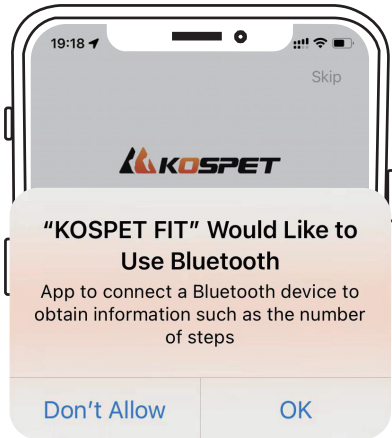 19:18
Skip
KOSPET
“KOSPET FIT” Would Like to
Use Bluetooth
App to connect a Bluetooth device to
obtain information such as the number
of steps
Don’t Allow
OK